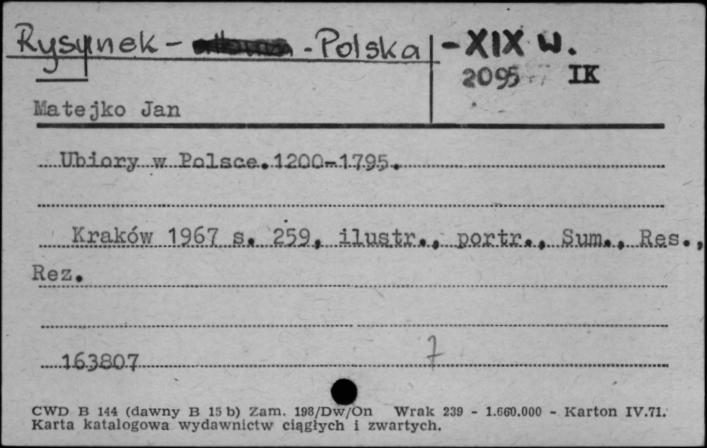 Rysunek - - Polska - XIX w.
2095 IK
Matejko Jan
Ubiory w Polsce.1200-1795.
Kraków 1967 s. 259, ilustr., portr., Sum., Res.,
Rez.
163807 7
CWD B 144 (dawny B 15 b) Zam. 198/Dw/On Wrak 239 - 1.660.000 - Karton IV.71.
Karta katalogowa wydawnictw ciągłych i zwartych.